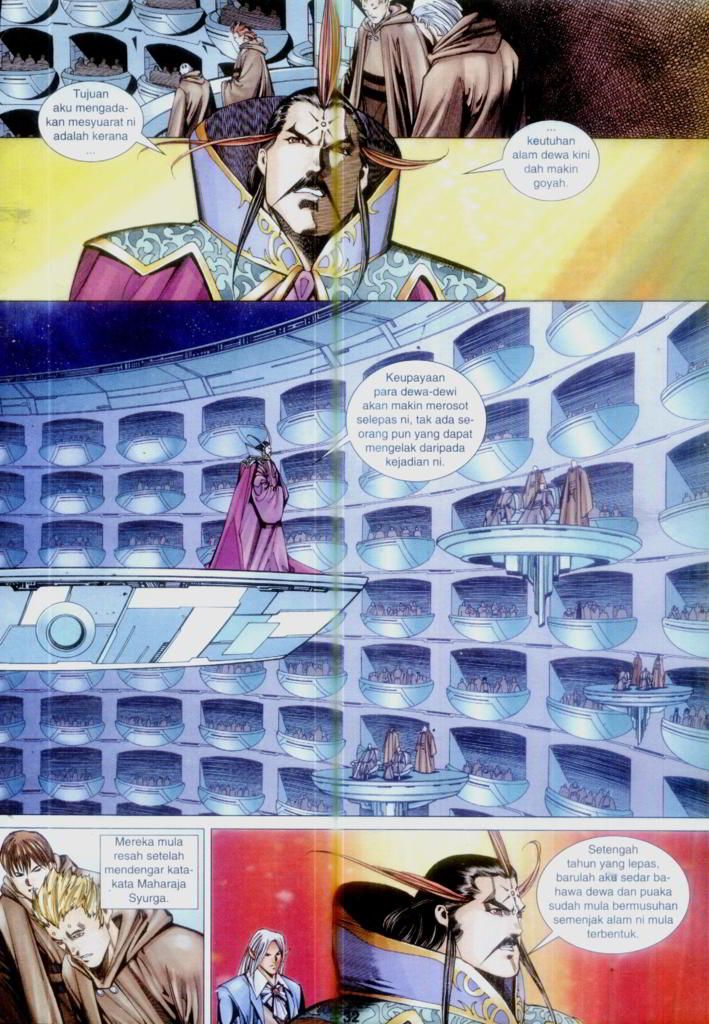 Tujuan
aku mengada-
kan mesyuarat ni
adalah kerana
...
...
keutuhan
alam dewa kini
dah makin
goyah.
Keupayaan
para dewa-dewi
akan makin merosot
selepas ni, tak ada se-
orang pun yang dapat
mengelak daripada
kejadian ni.
Mereka mula
resah setelah
mendengar kata-
kata Maharaja
Syurga.
Setengah
tahun yang lepas,
barulah aku sedar ba-
hawa dewa dan puaka
sudah mula bermusuhan
semenjak alam ni mula
terbentuk.
32